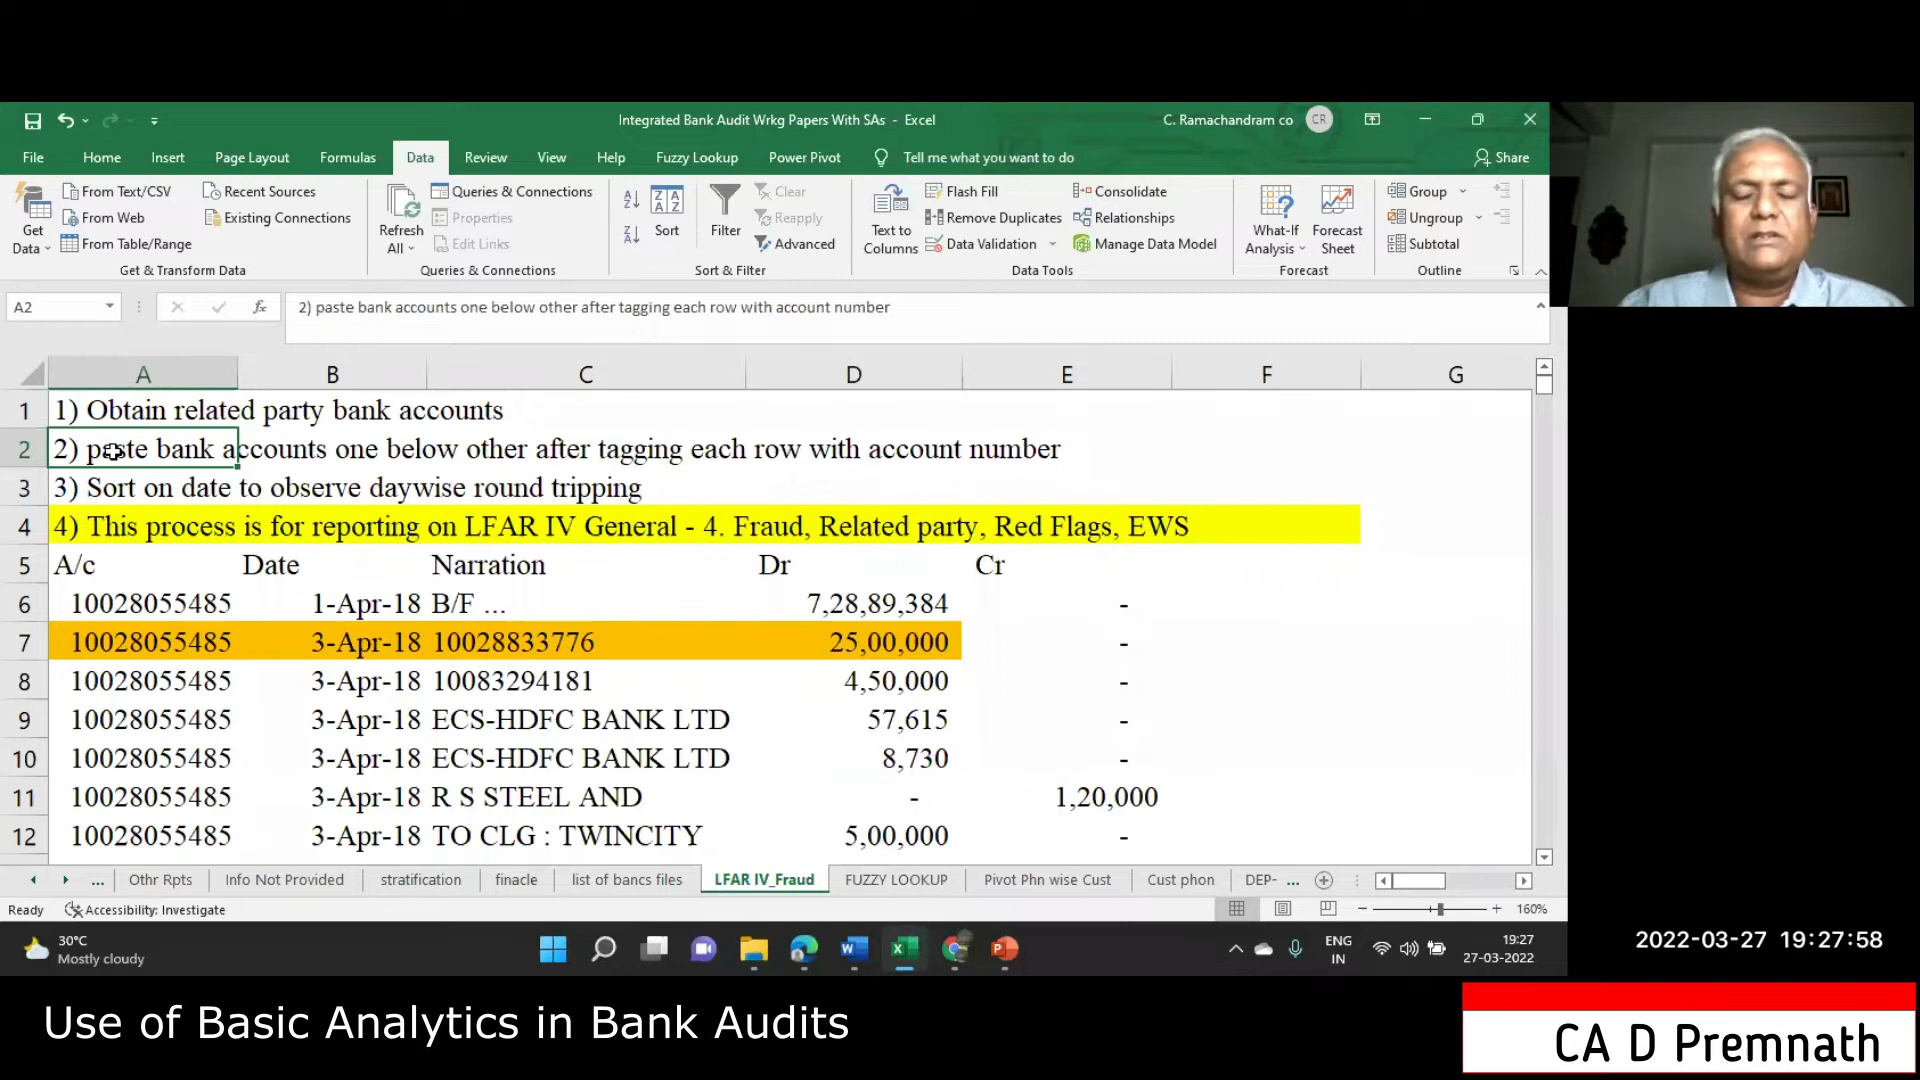 Integrated Bank Audit Wrkg Papers With SAs - Excel
C. Ramachandram co CR
File Home Insert Page Layout Formulas Data Review View Help Fuzzy Lookup Power Pivot Tell me what you want to do Share
Get Data
From Text/CSV
From Web
From Table/Range
Recent Sources
Existing Connections
Get & Transform Data
Refresh All
Queries & Connections
Properties
Edit Links
Queries & Connections
Sort
Filter
Clear
Reapply
Advanced
Sort & Filter
Text to Columns
Flash Fill
Remove Duplicates
Data Validation
Consolidate
Relationships
Manage Data Model
Data Tools
What-If Analysis
Forecast Sheet
Forecast
Group
Ungroup
Subtotal
Outline
A2 fx 2) paste bank accounts one below other after tagging each row with account number
A B C D E F G
1 1) Obtain related party bank accounts
2 2) paste bank accounts one below other after tagging each row with account number
3 3) Sort on date to observe daywise round tripping
4 4) This process is for reporting on LFAR IV General - 4. Fraud, Related party, Red Flags, EWS
5 A/c Date Narration Dr Cr
6 10028055485 1-Apr-18 B/F ... 7,28,89,384 -
7 10028055485 3-Apr-18 10028833776 25,00,000 -
8 10028055485 3-Apr-18 10083294181 4,50,000 -
9 10028055485 3-Apr-18 ECS-HDFC BANK LTD 57,615 -
10 10028055485 3-Apr-18 ECS-HDFC BANK LTD 8,730 -
11 10028055485 3-Apr-18 R S STEEL AND - 1,20,000
12 10028055485 3-Apr-18 TO CLG : TWINCITY 5,00,000 -
... Othr Rpts Info Not Provided stratification finacle list of bancs files LFAR IV_Fraud FUZZY LOOKUP Pivot Phn wise Cust Cust phon DEP- ...
Ready Accessibility: Investigate 160%
30°C
Mostly cloudy
ENG
IN
19:27
27-03-2022
2022-03-27 19:27:58
Use of Basic Analytics in Bank Audits
CA D Premnath